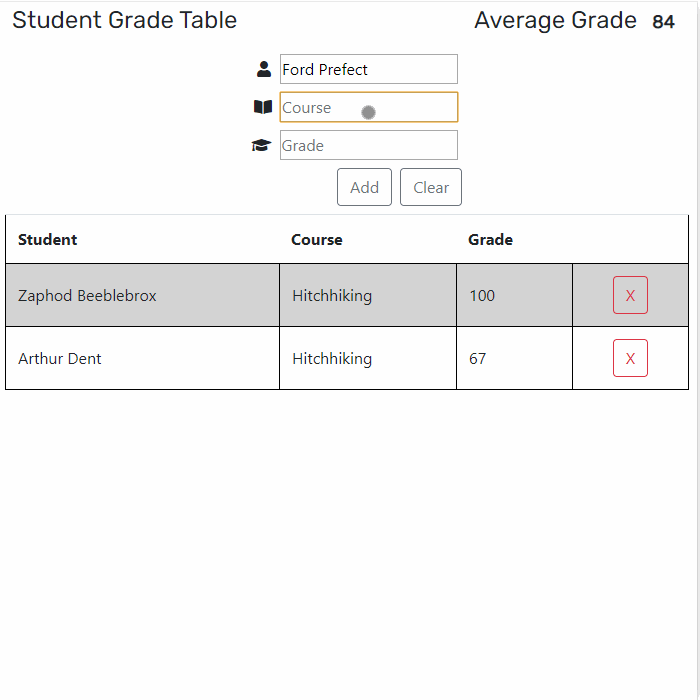 Student Grade Table Average Grade 84
Ford Prefect
Course
Grade
Add Clear
Student Course Grade
Zaphod Beeblebrox Hitchhiking 100 X
Arthur Dent Hitchhiking 67 X